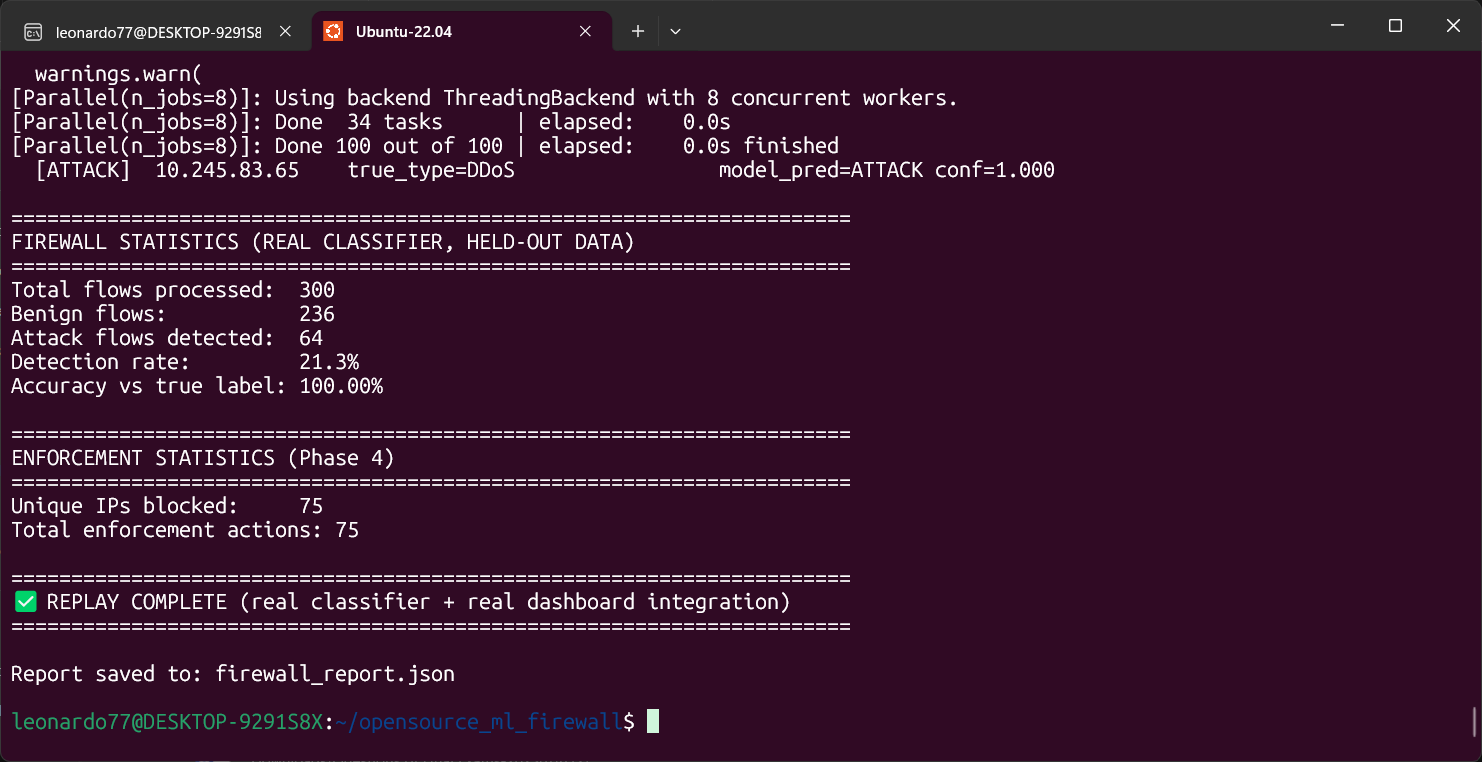 leonardo77@DESKTOP-9291S8
Ubuntu-22.04
warnings.warn(
[Parallel(n_jobs=8)]: Using backend ThreadingBackend with 8 concurrent workers.
[Parallel(n_jobs=8)]: Done  34 tasks      | elapsed:    0.0s
[Parallel(n_jobs=8)]: Done 100 out of 100 | elapsed:    0.0s finished
  [ATTACK]  10.245.83.65    true_type=DDoS                 model_pred=ATTACK conf=1.000
======================================================================
FIREWALL STATISTICS (REAL CLASSIFIER, HELD-OUT DATA)
======================================================================
Total flows processed:  300
Benign flows:           236
Attack flows detected:  64
Detection rate:         21.3%
Accuracy vs true label: 100.00%
======================================================================
ENFORCEMENT STATISTICS (Phase 4)
======================================================================
Unique IPs blocked:     75
Total enforcement actions: 75
======================================================================
✅ REPLAY COMPLETE (real classifier + real dashboard integration)
======================================================================
Report saved to: firewall_report.json
leonardo77@DESKTOP-9291S8X:~/opensource_ml_firewall$